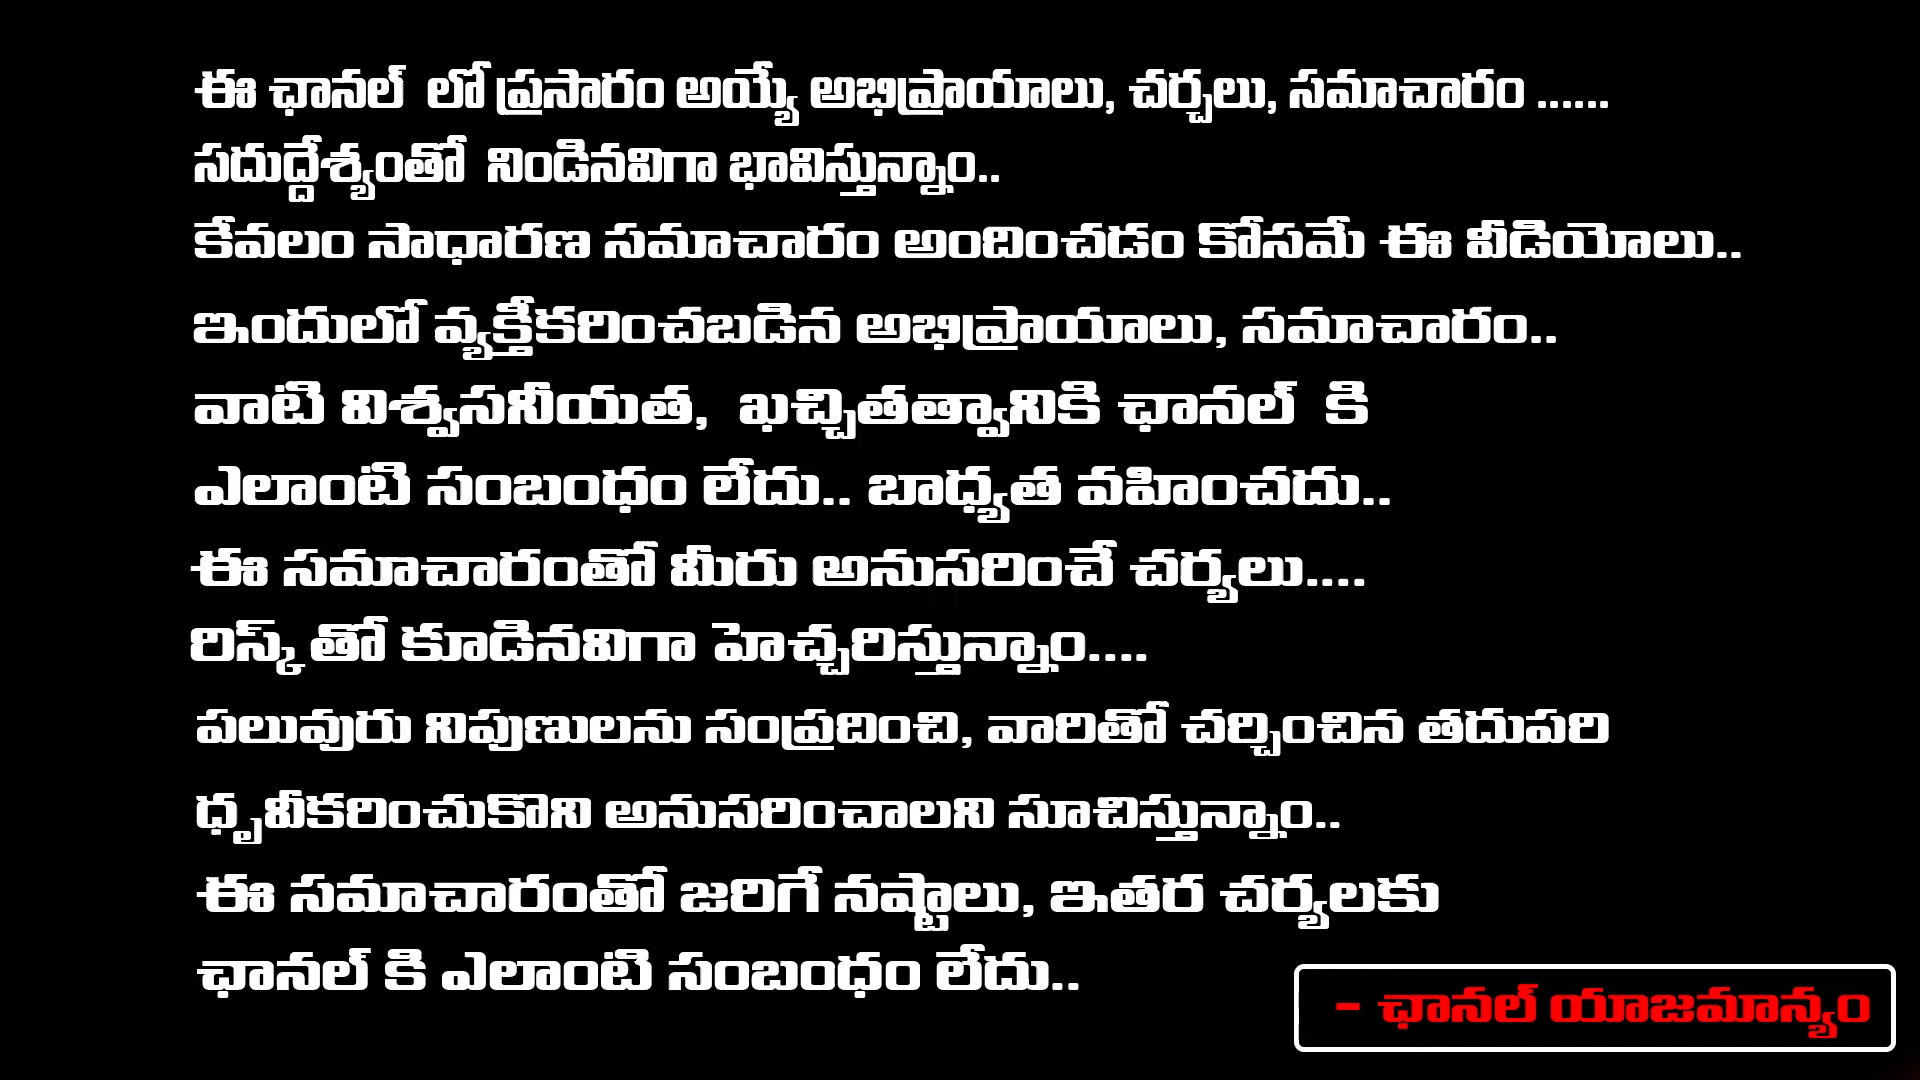 ఈ ఛానల్ లో ప్రసారం అయ్యే అభిప్రాయాలు, చర్చలు, సమాచారం ......
సదుద్దేశ్యంతో నిండినవిగా భావిస్తున్నాం..
కేవలం సాధారణ సమాచారం అందించడం కోసమే ఈ వీడియోలు..
ఇందులో వ్యక్తీకరించబడిన అభిప్రాయాలు, సమాచారం..
వాటి విశ్వసనీయత, ఖచ్చితత్వానికి ఛానల్ కి
ఎలాంటి సంబంధం లేదు.. బాధ్యత వహించదు..
ఈ సమాచారంతో మీరు అనుసరించే చర్యలు....
రిస్క్ తో కూడినవిగా హెచ్చరిస్తున్నాం....
పలువురు నిపుణులను సంప్రదించి, వారితో చర్చించిన తదుపరి
ధృవీకరించుకొని అనుసరించాలని సూచిస్తున్నాం..
ఈ సమాచారంతో జరిగే నష్టాలు, ఇతర చర్యలకు
ఛానల్ కి ఎలాంటి సంబంధం లేదు..
- ఛానల్ యాజమాన్యం